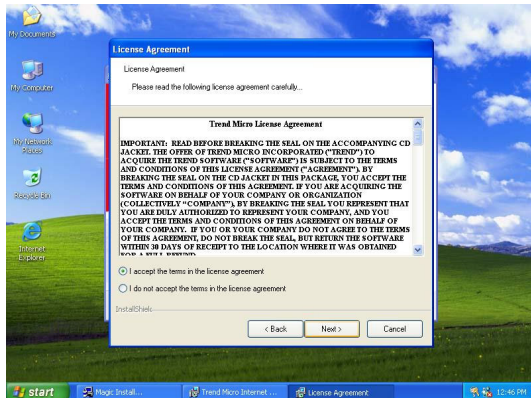 My Documents
My Computer
My Network
Places
Recycle Bin
Internet
Explorer
License Agreement
License Agreement
Please read the following license agreement carefully...
Trend Micro License Agreement
IMPORTANT: READ BEFORE BREAKING THE SEAL ON THE ACCOMPANYING CD
JACKET. THE OFFER OF TREND MICRO INCORPORATED ("TREND") TO
ACQUIRE THE TREND SOFTWARE ("SOFTWARE") IS SUBJECT TO THE TERMS
AND CONDITIONS OF THIS LICENSE AGREEMENT ("AGREEMENT"). BY
BREAKING THE SEAL ON THE CD JACKET IN THIS PACKAGE, YOU ACCEPT THE
TERMS AND CONDITIONS OF THIS AGREEMENT. IF YOU ARE ACQUIRING THE
SOFTWARE ON BEHALF OF YOUR COMPANY OR ORGANIZATION
(COLLECTIVELY "COMPANY"), BY BREAKING THE SEAL YOU REPRESENT THAT
YOU ARE DULY AUTHORIZED TO REPRESENT YOUR COMPANY, AND YOU
ACCEPT THE TERMS AND CONDITIONS OF THIS AGREEMENT ON BEHALF OF
YOUR COMPANY. IF YOU OR YOUR COMPANY DO NOT AGREE TO THE TERMS
OF THIS AGREEMENT, DO NOT BREAK THE SEAL, BUT RETURN THE SOFTWARE
WITHIN 30 DAYS OF RECEIPT TO THE LOCATION WHERE IT WAS OBTAINED
FOR A FULL REFUND
I accept the terms in the license agreement
I do not accept the terms in the license agreement
InstallShield
< Back
Next >
Cancel
start
Magic Install...
Trend Micro Internet ...
License Agreement
12:46 PM